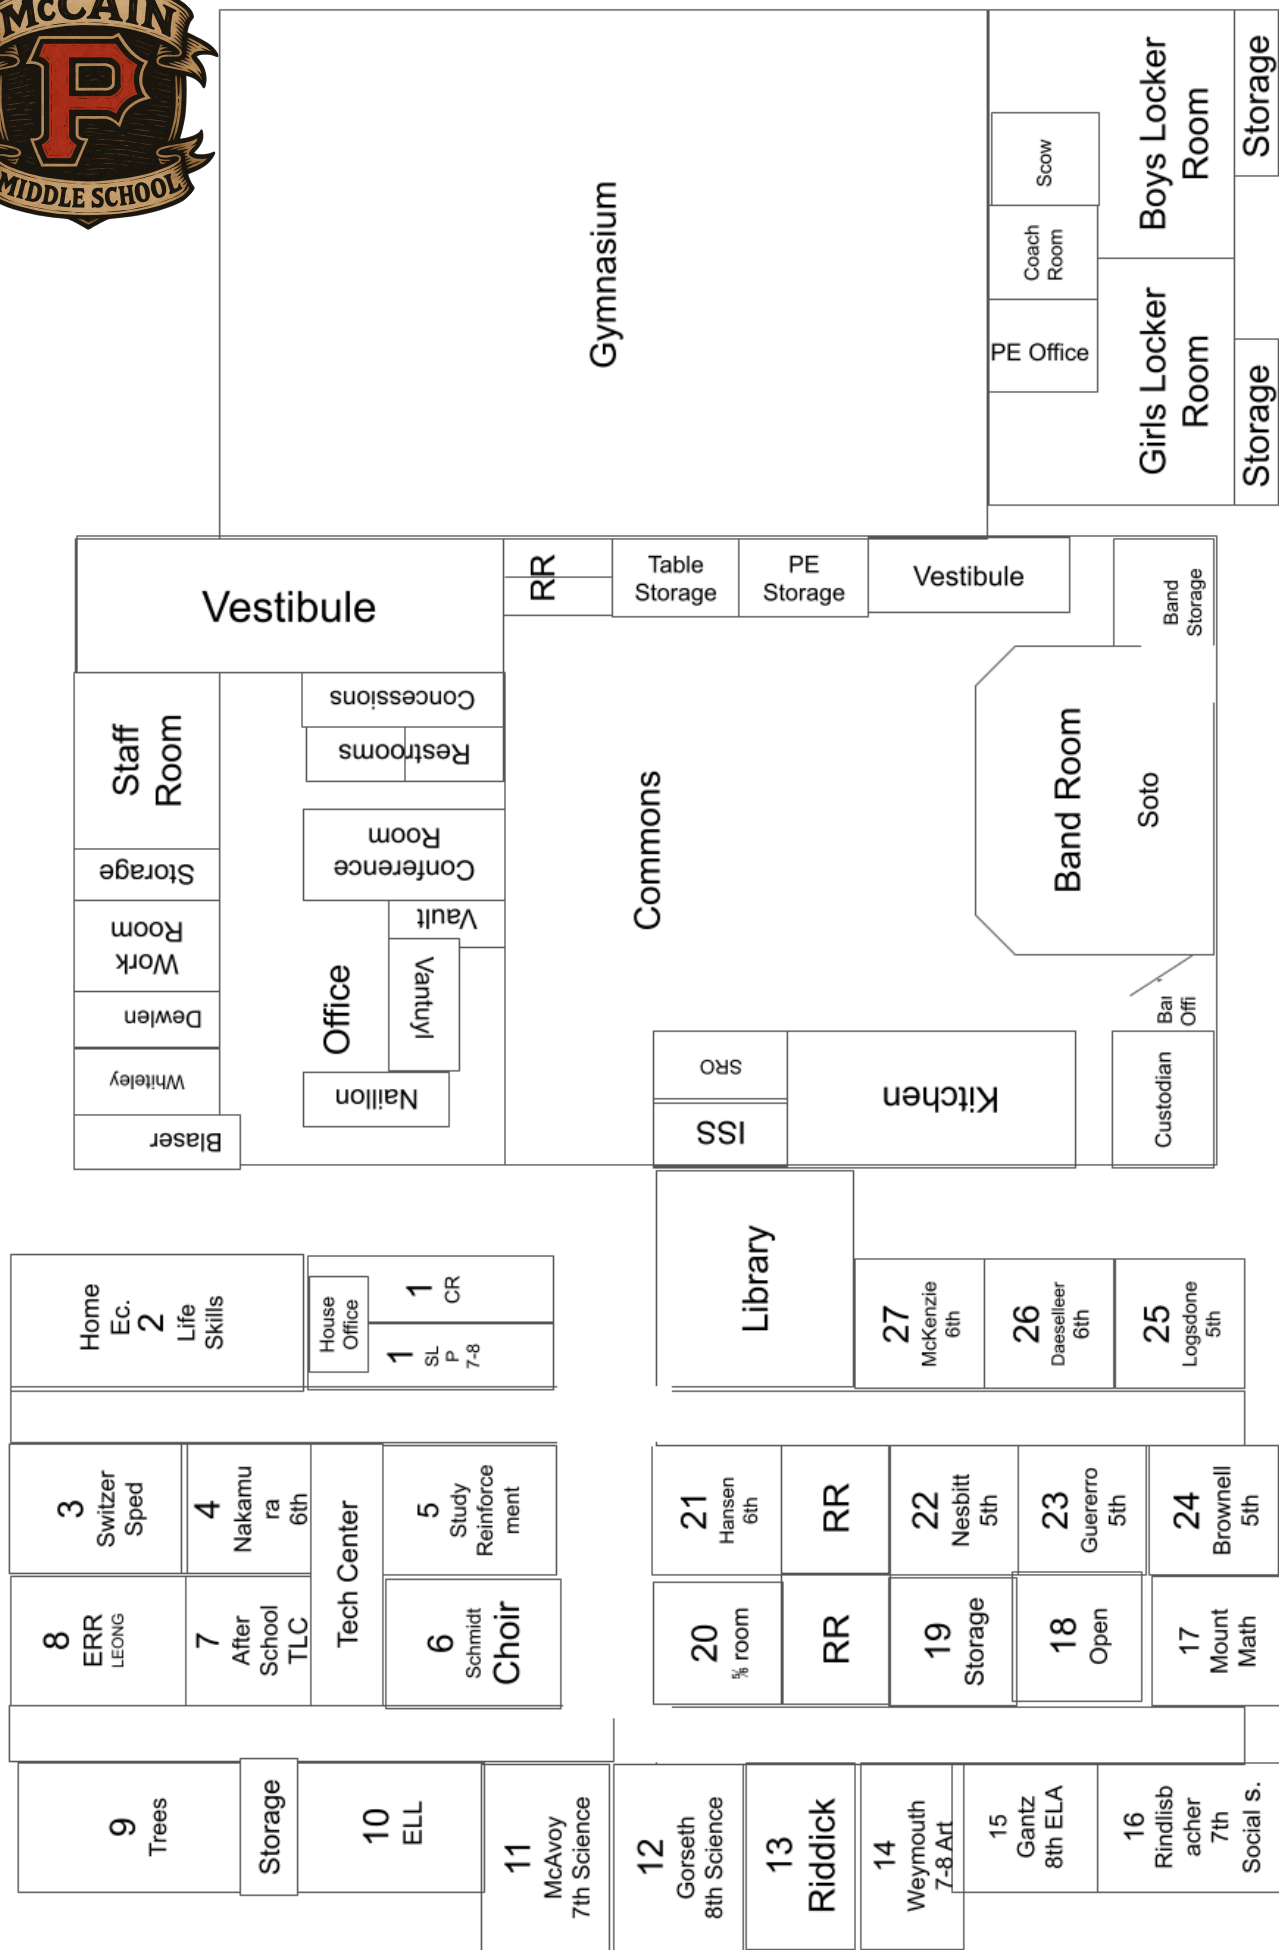 McCAIN
P
MIDDLE SCHOOL
Gymnasium
Scow
Coach
Room
PE Office
Boys Locker
Room
Girls Locker
Room
Storage
Storage
Vestibule
RR
Table
Storage
PE
Storage
Vestibule
Band
Storage
Staff
Room
Concessions
Restrooms
Storage
Conference
Room
Work
Room
Vault
Vantuyl
Office
Dewlen
Whiteley
Naillon
Blaser
Commons
Band Room
Soto
SRO
ISS
Kitchen
Bai
Offi
Custodian
Home
Ec.
2
Life
Skills
House
Office
1
CR
1
SL
P
7-8
Library
27
McKenzie
6th
26
Daeselleer
6th
25
Logsdone
5th
3
Switzer
Sped
4
Nakamu
ra
6th
Tech Center
5
Study
Reinforce
ment
21
Hansen
6th
RR
22
Nesbitt
5th
23
Guererro
5th
24
Brownell
5th
8
ERR
LEONG
7
After
School
TLC
6
Schmidt
Choir
20
⅚ room
RR
19
Storage
18
Open
17
Mount
Math
9
Trees
Storage
10
ELL
11
McAvoy
7th Science
12
Gorseth
8th Science
13
Riddick
14
Weymouth
7-8 Art
15
Gantz
8th ELA
16
Rindlisb
acher
7th
Social s.